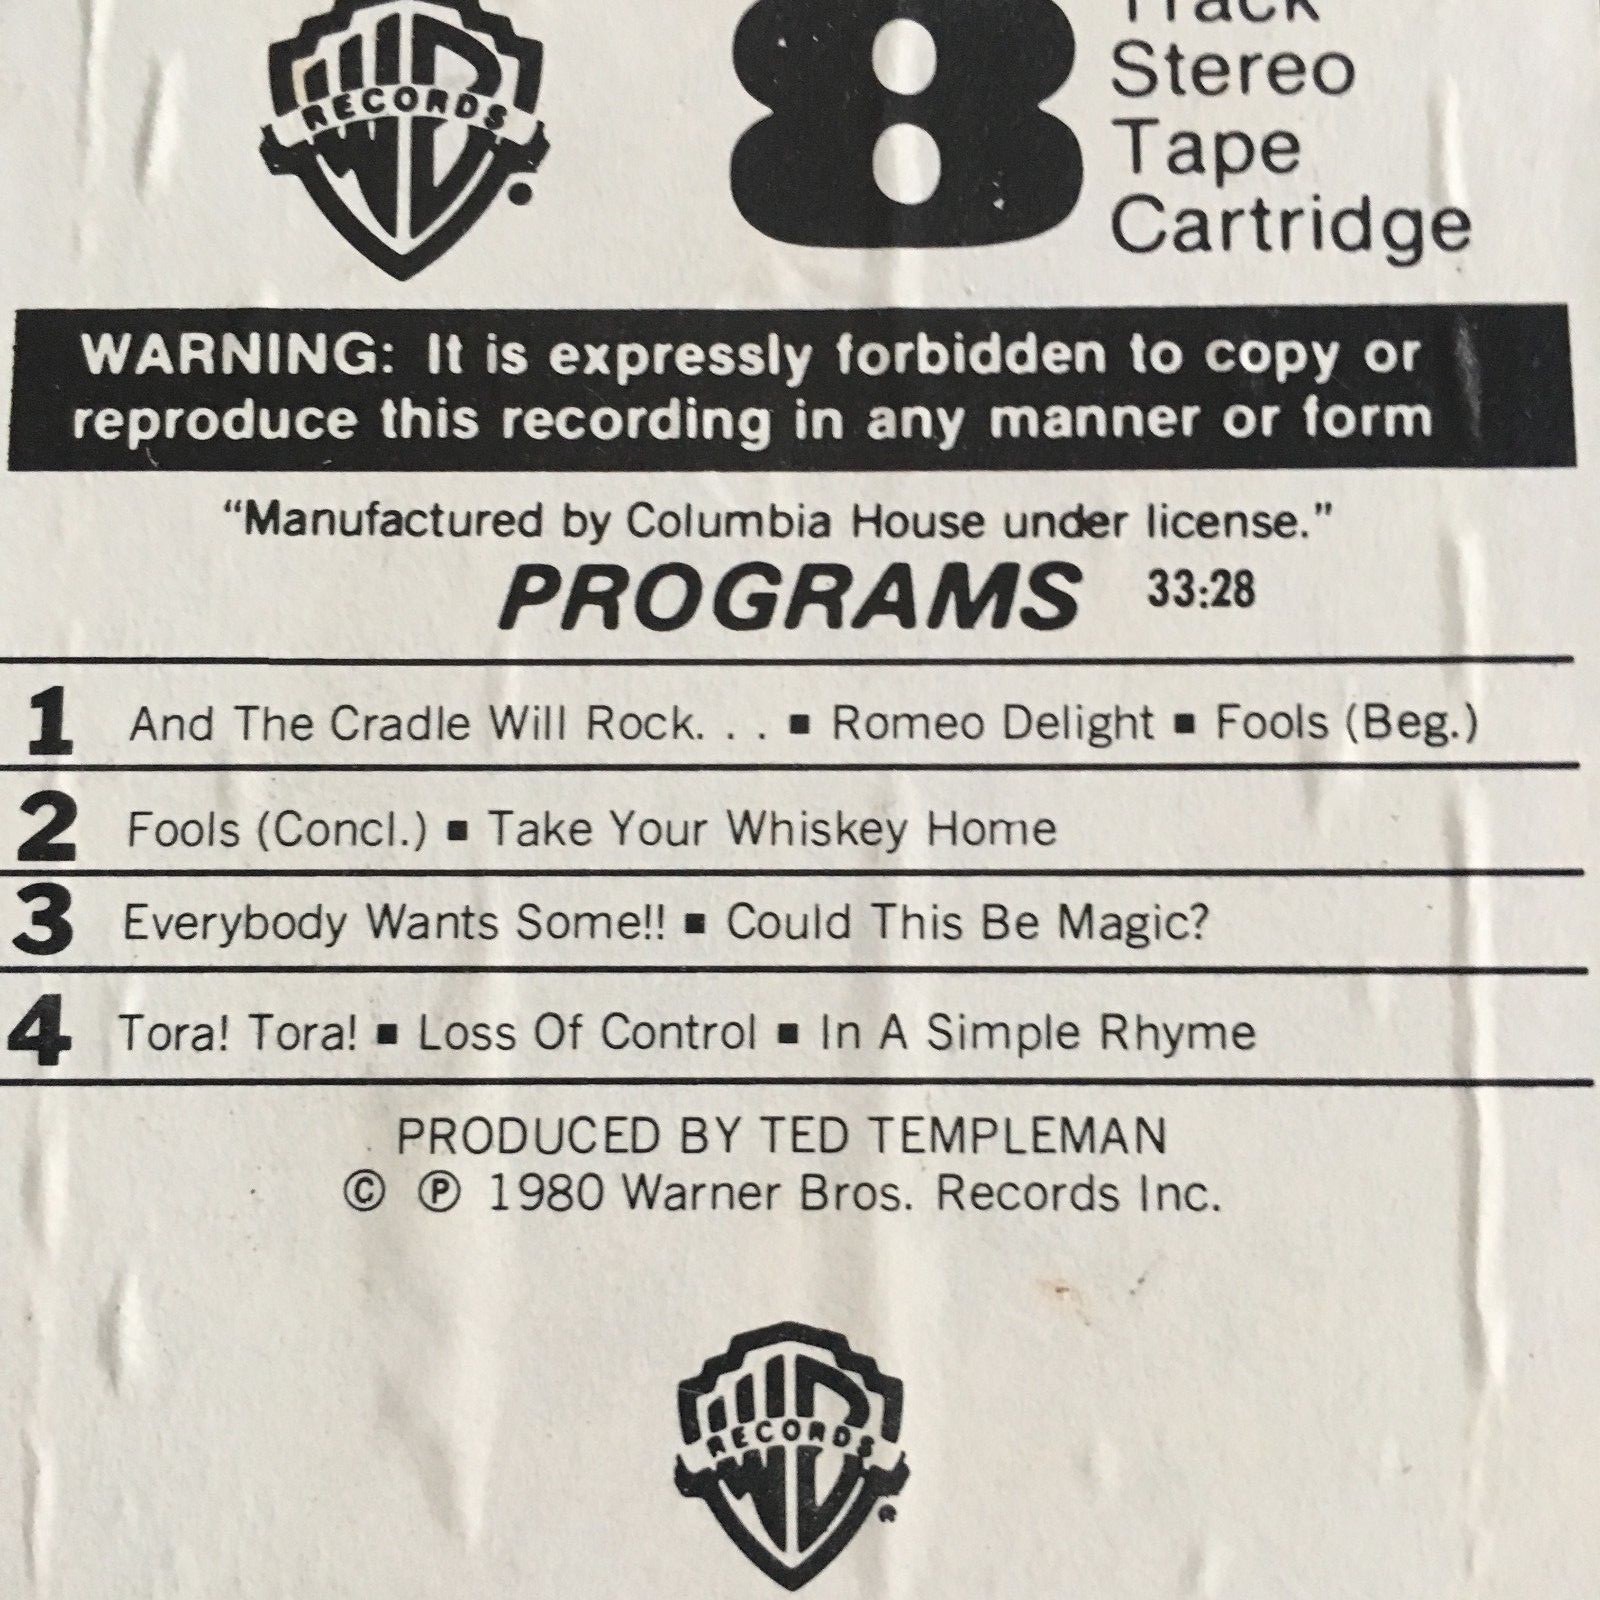 RECORDS
8 Track
Stereo
Tape
Cartridge
WARNING: It is expressly forbidden to copy or
reproduce this recording in any manner or form
“Manufactured by Columbia House under license.”
PROGRAMS 33:28
1 And The Cradle Will Rock. . . ■ Romeo Delight ■ Fools (Beg.)
2 Fools (Concl.) ■ Take Your Whiskey Home
3 Everybody Wants Some!! ■ Could This Be Magic?
4 Tora! Tora! ■ Loss Of Control ■ In A Simple Rhyme
PRODUCED BY TED TEMPLEMAN
© ℗ 1980 Warner Bros. Records Inc.
RECORDS